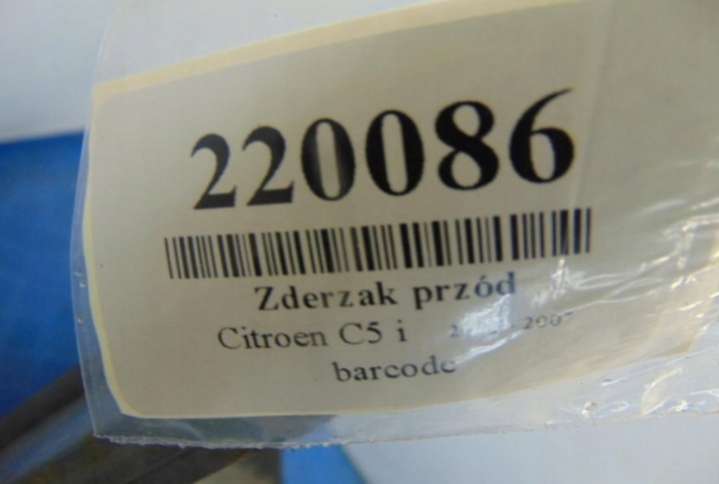 220086
Zderzak przód
Citroen C5 i
barcode